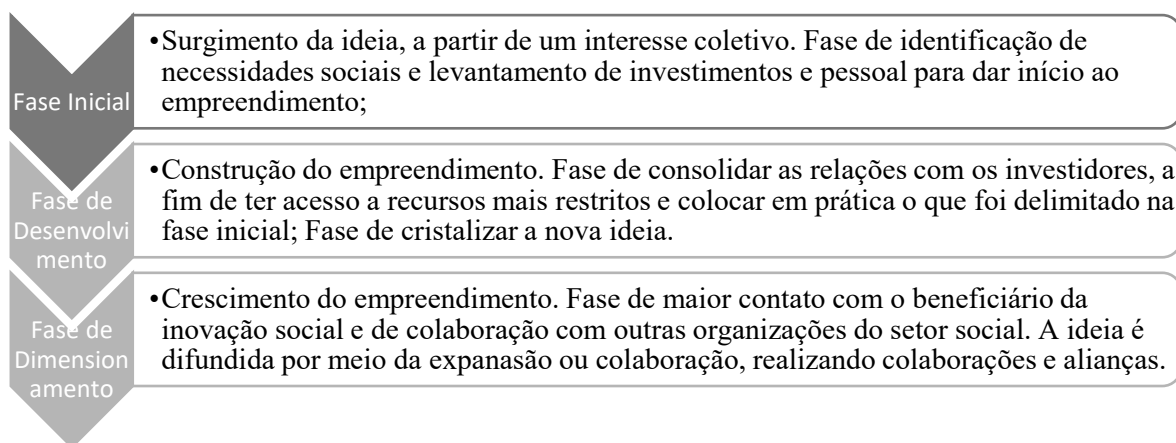 Fase Inicial
•Surgimento da ideia, a partir de um interesse coletivo. Fase de identificação de
necessidades sociais e levantamento de investimentos e pessoal para dar início ao
empreendimento;
Fase de
Desenvolvi
mento
•Construção do empreendimento. Fase de consolidar as relações com os investidores, a
fim de ter acesso a recursos mais restritos e colocar em prática o que foi delimitado na
fase inicial; Fase de cristalizar a nova ideia.
Fase de
Dimension
amento
•Crescimento do empreendimento. Fase de maior contato com o beneficiário da
inovação social e de colaboração com outras organizações do setor social. A ideia é
difundida por meio da expanasão ou colaboração, realizando colaborações e alianças.